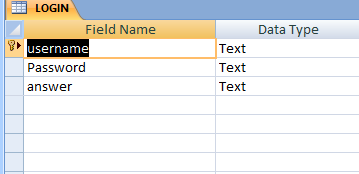 LOGIN
Field Name Data Type
username Text
Password Text
answer Text